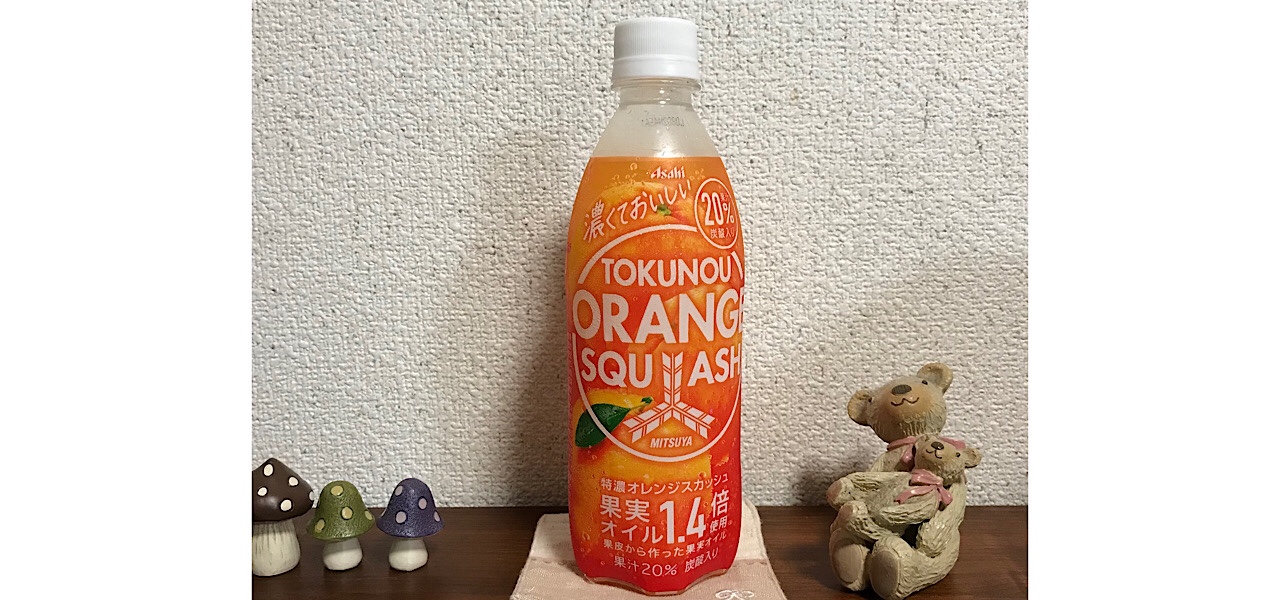 Asahi
濃くておいしい
20%
炭酸入り
TOKUNOU
ORANGE
SQUASH
MITSUYA
特濃オレンジスカッシュ
果実オイル1.4倍使用
果皮から作った果実オイル
果汁20% 炭酸入り